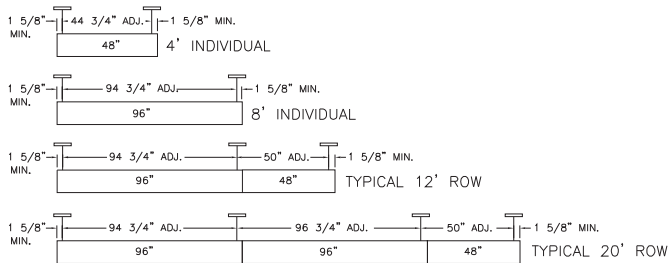 1 5/8" 44 3/4" ADJ. 1 5/8" MIN.
MIN.
48" 4' INDIVIDUAL
1 5/8" 94 3/4" ADJ. 1 5/8" MIN.
MIN.
96" 8' INDIVIDUAL
1 5/8" 94 3/4" ADJ. 50" ADJ. 1 5/8" MIN.
MIN.
96" 48" TYPICAL 12' ROW
1 5/8" 94 3/4" ADJ. 96 3/4" ADJ. 50" ADJ. 1 5/8" MIN.
MIN.
96" 96" 48" TYPICAL 20' ROW